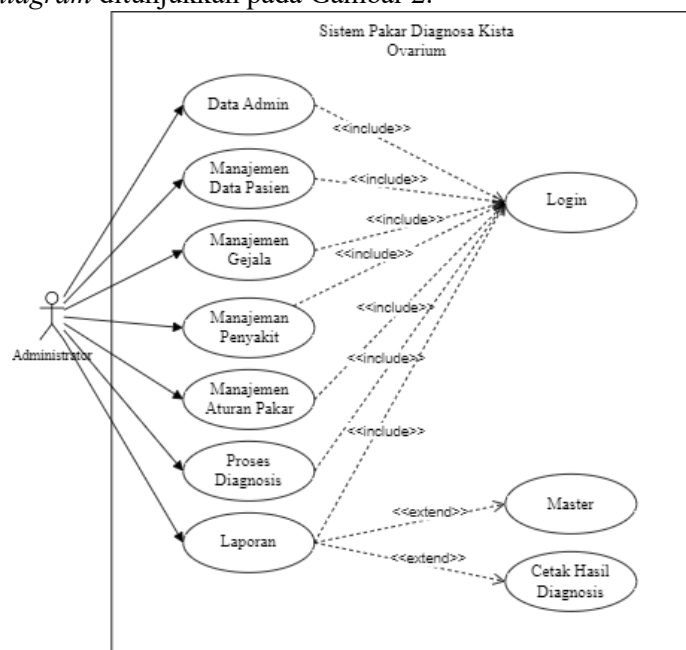 diagram ditunjukkan pada Gambar 2.
Sistem Pakar Diagnosa Kista
Ovarium
Data Admin
<<include>>
Manajemen
Data Pasien
<<include>>
Login
<<include>>
Manajemen
Gejala
<<include>>
Manajeman
Penyakit
<<include>>
Administrator
<<include>>
Manajemen
Aturan Pakar
<<include>>
Proses
Diagnosis
Master
<<extend>>
Laporan
<<extend>>
Cetak Hasil
Diagnosis